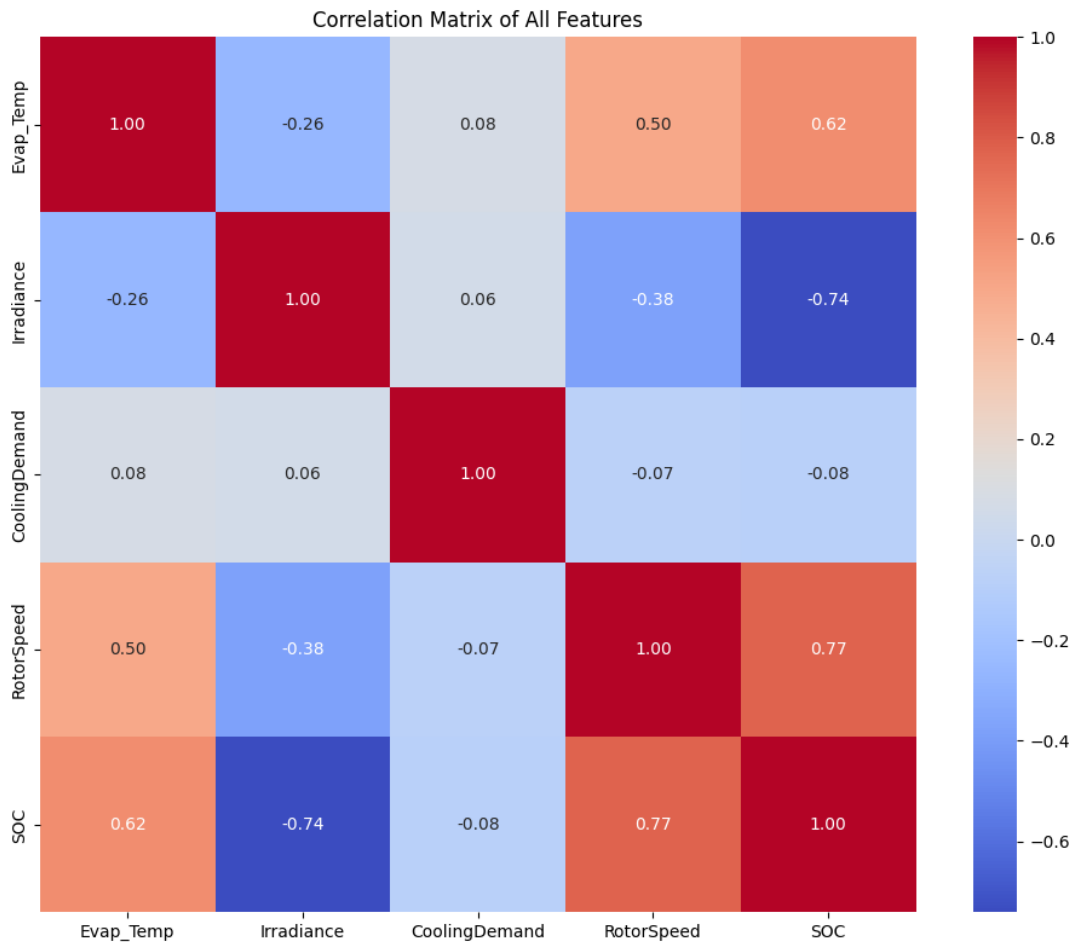 Correlation Matrix of All Features
Evap_Temp
1.00 -0.26 0.08 0.50 0.62
Irradiance
-0.26 1.00 0.06 -0.38 -0.74
CoolingDemand
0.08 0.06 1.00 -0.07 -0.08
RotorSpeed
0.50 -0.38 -0.07 1.00 0.77
SOC
0.62 -0.74 -0.08 0.77 1.00
Evap_Temp Irradiance CoolingDemand RotorSpeed SOC
1.0
0.8
0.6
0.4
0.2
0.0
−0.2
−0.4
−0.6